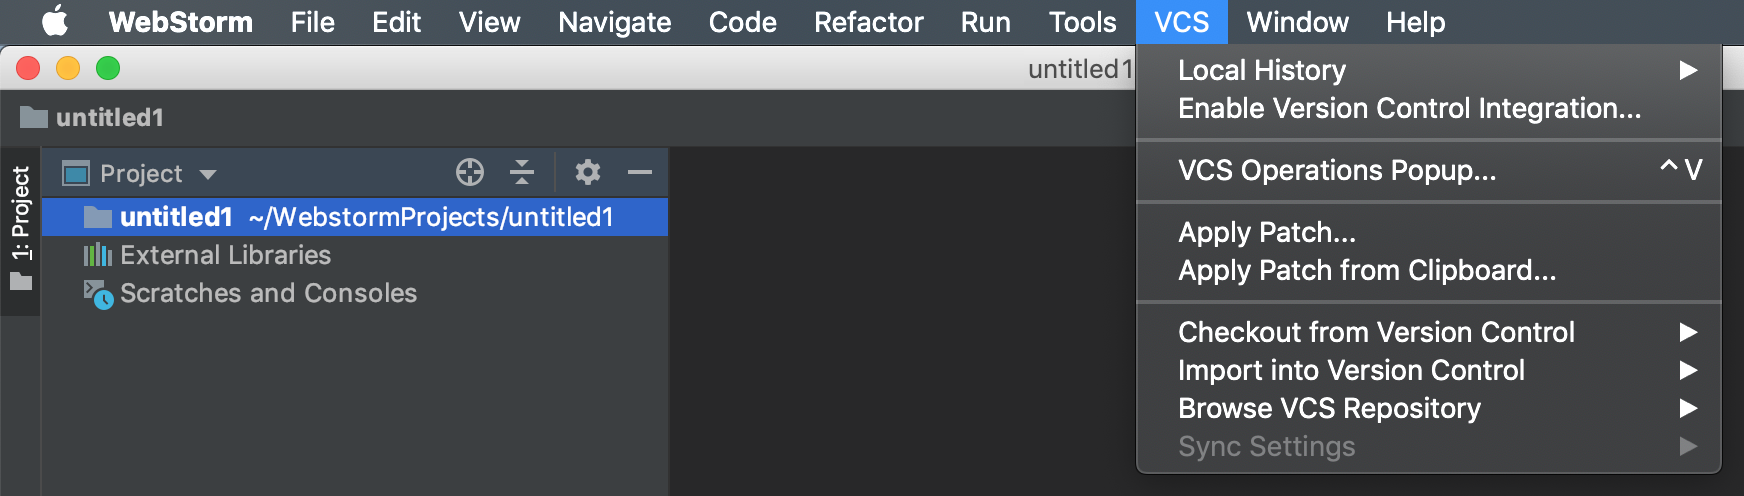 WebStorm File Edit View Navigate Code Refactor Run Tools VCS Window Help
untitled1
untitled1
1: Project
Project
untitled1 ~/WebstormProjects/untitled1
External Libraries
Scratches and Consoles
Local History
Enable Version Control Integration...
VCS Operations Popup... ^V
Apply Patch...
Apply Patch from Clipboard...
Checkout from Version Control
Import into Version Control
Browse VCS Repository
Sync Settings